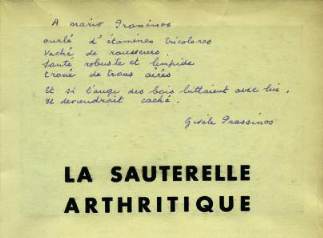 A Mario Prassinos
ourlé d'étamines tricolores
Taché de rousseurs.
Santé robuste et limpide
troué de trous aérés
Et si l'ange des bois luttaient avec lui,
Il deviendrait caché.
Gisèle Prassinos
LA SAUTERELLE
ARTHRITIQUE